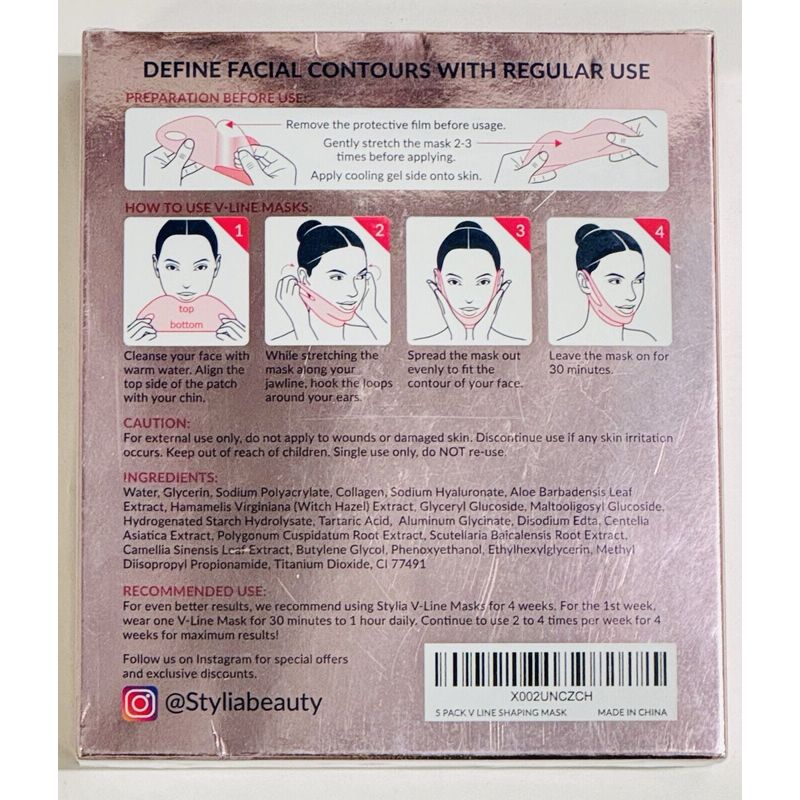 DEFINE FACIAL CONTOURS WITH REGULAR USE
PREPARATION BEFORE USE:
Remove the protective film before usage.
Gently stretch the mask 2-3
times before applying.
Apply cooling gel side onto skin.
HOW TO USE V-LINE MASKS:
1
top
bottom
Cleanse your face with
warm water. Align the
top side of the patch
with your chin.
2
While stretching the
mask along your
jawline, hook the loops
around your ears.
3
Spread the mask out
evenly to fit the
contour of your face.
4
Leave the mask on for
30 minutes.
CAUTION:
For external use only, do not apply to wounds or damaged skin. Discontinue use if any skin irritation
occurs. Keep out of reach of children. Single use only, do NOT re-use.
INGREDIENTS:
Water, Glycerin, Sodium Polyacrylate, Collagen, Sodium Hyaluronate, Aloe Barbadensis Leaf
Extract, Hamamelis Virginiana (Witch Hazel) Extract, Glyceryl Glucoside, Maltooligosyl Glucoside,
Hydrogenated Starch Hydrolysate, Tartaric Acid, Aluminum Glycinate, Disodium Edta, Centella
Asiatica Extract, Polygonum Cuspidatum Root Extract, Scuteliaria Baicalensis Root Extract,
Camellia Sinensis Leaf Extract, Butylene Glycol, Phenoxyethanol, Ethylhexylglycerin, Methyl
Diisopropyl Propionamide, Titanium Dioxide, CI 77491
RECOMMENDED USE:
For even better results, we recommend using Stylia V-Line Masks for 4 weeks. For the 1st week,
wear one V-Line Mask for 30 minutes to 1 hour daily. Continue to use 2 to 4 times per week for 4
weeks for maximum results!
Follow us on Instagram for special offers
and exclusive discounts.
@Styliabeauty
X002UNCZCH
5 PACK V LINE SHAPING MASK MADE IN CHINA